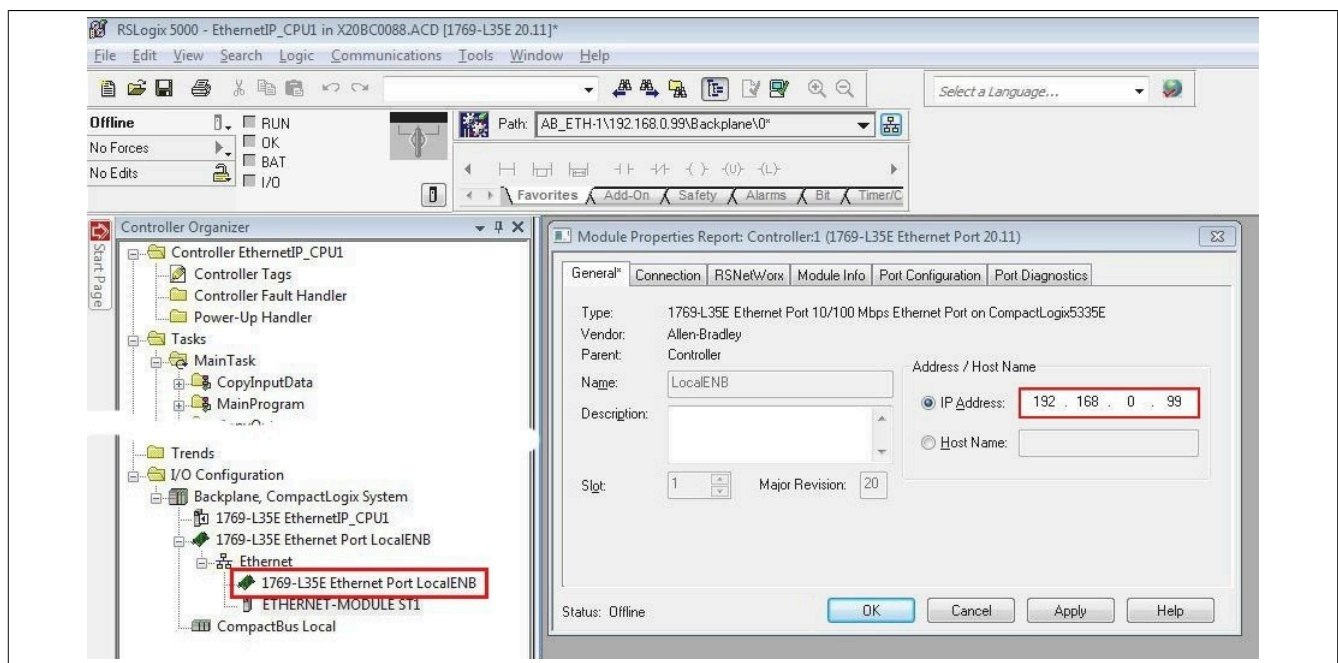 RSLogix 5000 - EthernetIP_CPU1 in X20BC0088.ACD [1769-L35E 20.11]*
File Edit View Search Logic Communications Tools Window Help
Select a Language...
Offline
RUN
No Forces
OK
No Edits
BAT
I/O
Path: AB_ETH-1\192.168.0.99\Backplane\0*
Favorites Add-On Safety Alarms Bit Timer/C
Start Page
Controller Organizer
Controller EthernetIP_CPU1
Controller Tags
Controller Fault Handler
Power-Up Handler
Tasks
MainTask
CopyInputData
MainProgram
Trends
I/O Configuration
Backplane, CompactLogix System
1769-L35E EthernetIP_CPU1
1769-L35E Ethernet Port LocalENB
Ethernet
1769-L35E Ethernet Port LocalENB
ETHERNET-MODULE ST1
CompactBus Local
Module Properties Report: Controller:1 (1769-L35E Ethernet Port 20.11)
General* Connection RSNetWorx Module Info Port Configuration Port Diagnostics
Type: 1769-L35E Ethernet Port 10/100 Mbps Ethernet Port on CompactLogix5335E
Vendor: Allen-Bradley
Parent: Controller
Name: LocalENB
Description:
Address / Host Name
IP Address: 192 . 168 . 0 . 99
Host Name:
Slot: 1 Major Revision: 20
Status: Offline
OK Cancel Apply Help